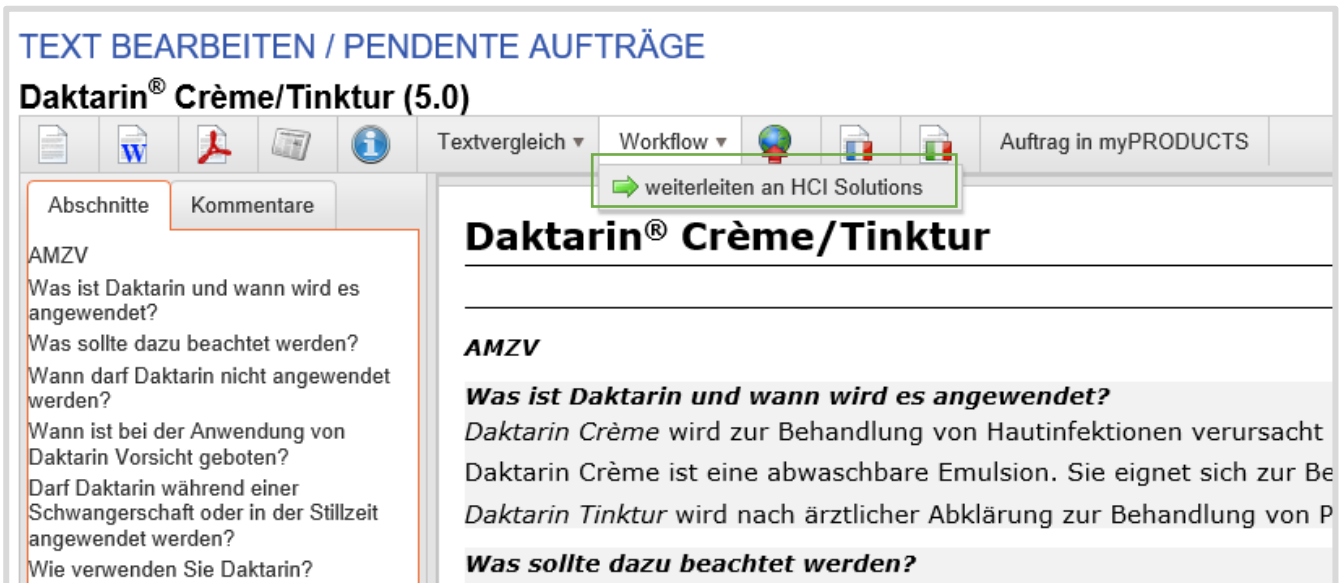 TEXT BEARBEITEN / PENDENTE AUFTRÄGE
Daktarin® Crème/Tinktur (5.0)
W
Textvergleich ▾ Workflow ▾ Auftrag in myPRODUCTS
weiterleiten an HCI Solutions
Abschnitte Kommentare
AMZV
Was ist Daktarin und wann wird es
angewendet?
Was sollte dazu beachtet werden?
Wann darf Daktarin nicht angewendet
werden?
Wann ist bei der Anwendung von
Daktarin Vorsicht geboten?
Darf Daktarin während einer
Schwangerschaft oder in der Stillzeit
angewendet werden?
Wie verwenden Sie Daktarin?
Daktarin® Crème/Tinktur
AMZV
Was ist Daktarin und wann wird es angewendet?
Daktarin Crème wird zur Behandlung von Hautinfektionen verursacht
Daktarin Crème ist eine abwaschbare Emulsion. Sie eignet sich zur Be
Daktarin Tinktur wird nach ärztlicher Abklärung zur Behandlung von P
Was sollte dazu beachtet werden?